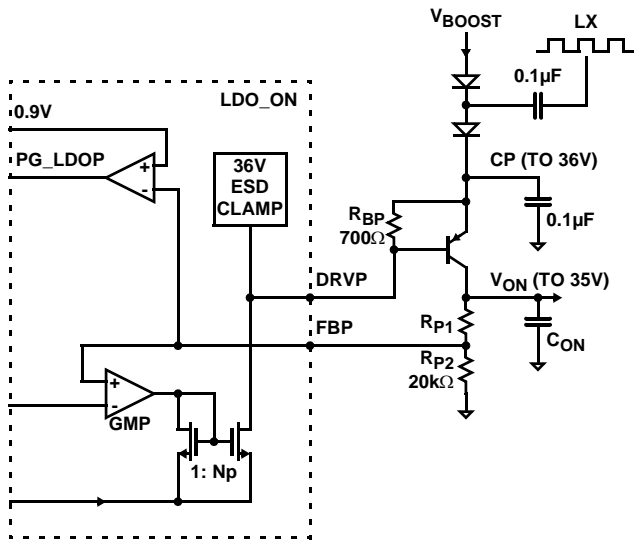 V_BOOST
LX
0.1µF
LDO_ON
0.9V
PG_LDOP
+
-
36V
ESD
CLAMP
CP (TO 36V)
0.1µF
R_BP
700Ω
DRVP
V_ON (TO 35V)
FBP
R_P1
C_ON
R_P2
20kΩ
+
-
GMP
1: Np